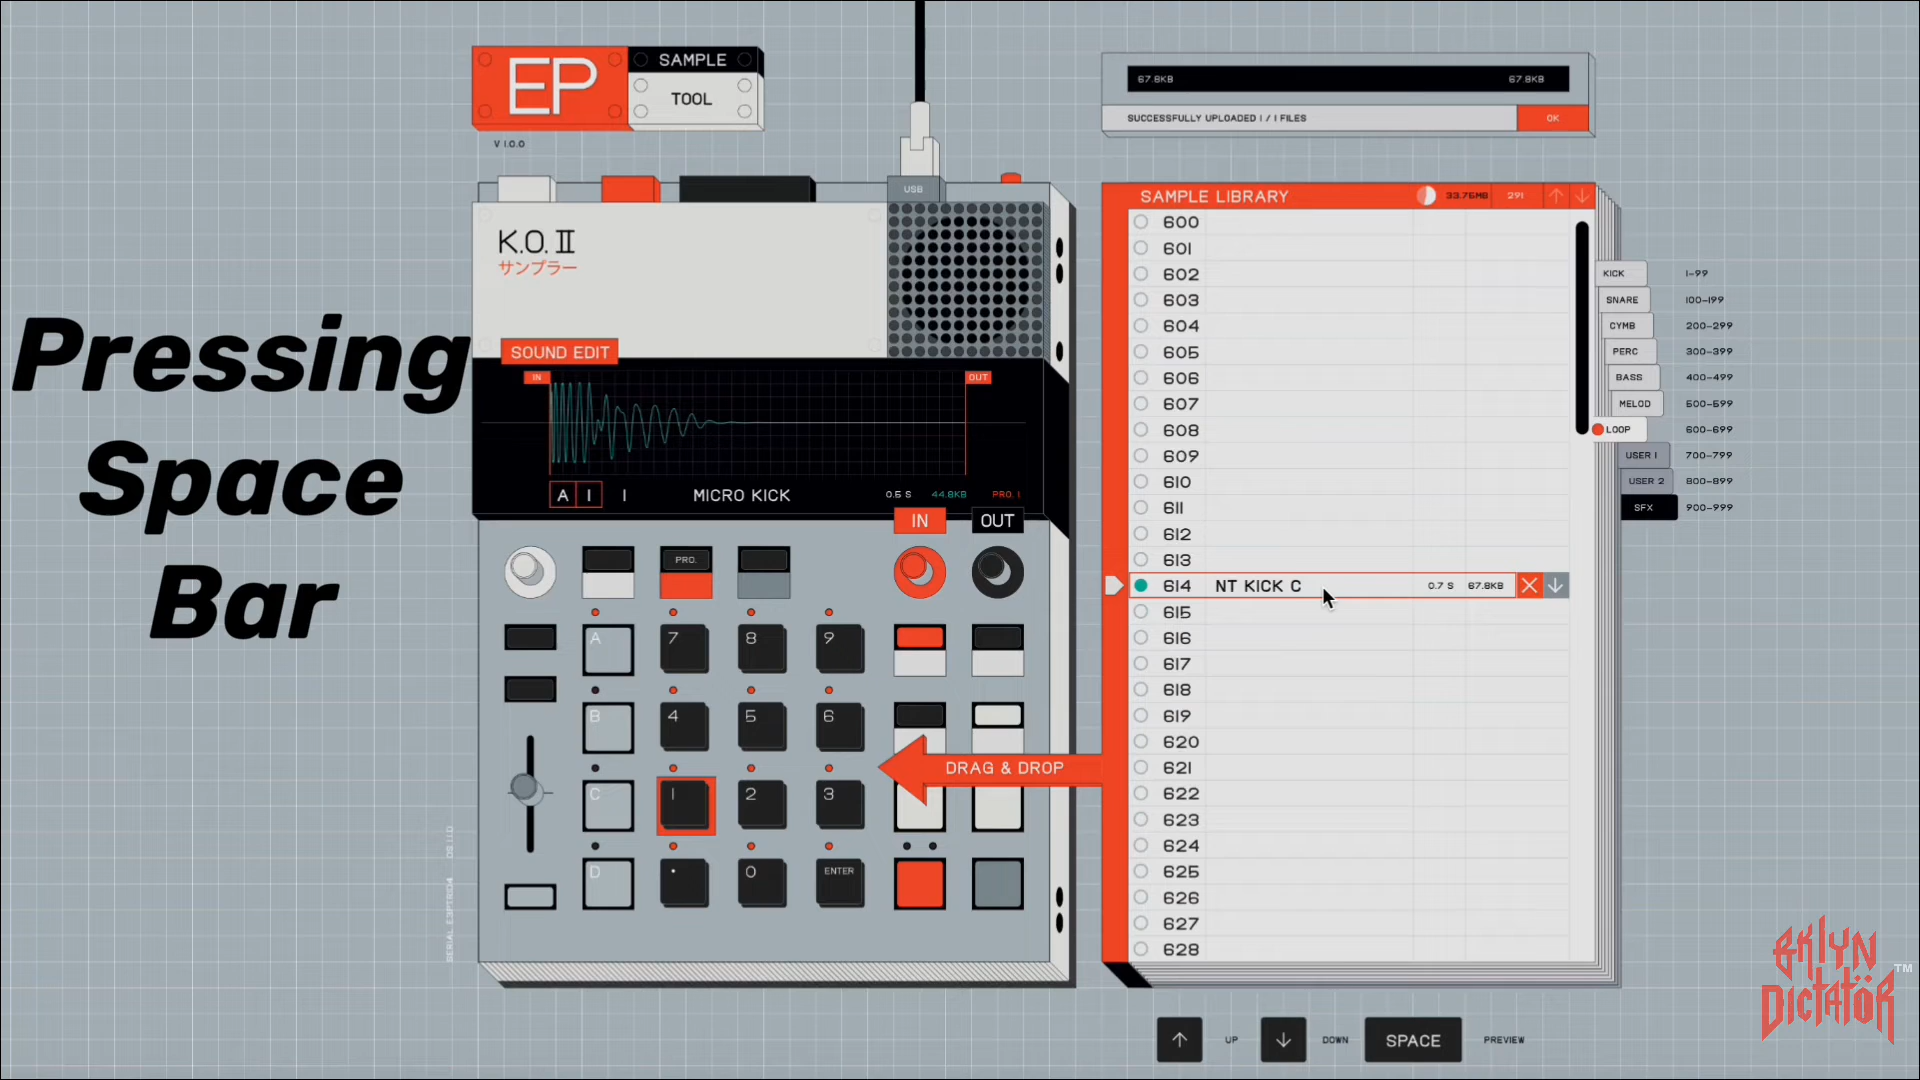 EP
SAMPLE
TOOL
V 1.0.0
67.8KB 67.8KB
SUCCESSFULLY UPLOADED 1 / 1 FILES OK
USB
K.O. II
サンプラー
SOUND EDIT
IN OUT
A 1 1 MICRO KICK 0.5 S 44.8KB PRO. 1
IN OUT
PRO.
A 7 8 9
B 4 5 6
C 1 2 3
D . 0 ENTER
DRAG & DROP
Pressing
Space
Bar
SAMPLE LIBRARY 33.75MB 291
600
601
602
603
604
605
606
607
608
609
610
611
612
613
614 NT KICK C 0.7 S 67.8KB
615
616
617
618
619
620
621
622
623
624
625
626
627
628
KICK 1-99
SNARE 100-199
CYMB 200-299
PERC 300-399
BASS 400-499
MELOD 500-599
LOOP 600-699
USER 1 700-799
USER 2 800-899
SFX 900-999
↑ UP ↓ DOWN SPACE PREVIEW
BKLYN
DICTATÖR
TM